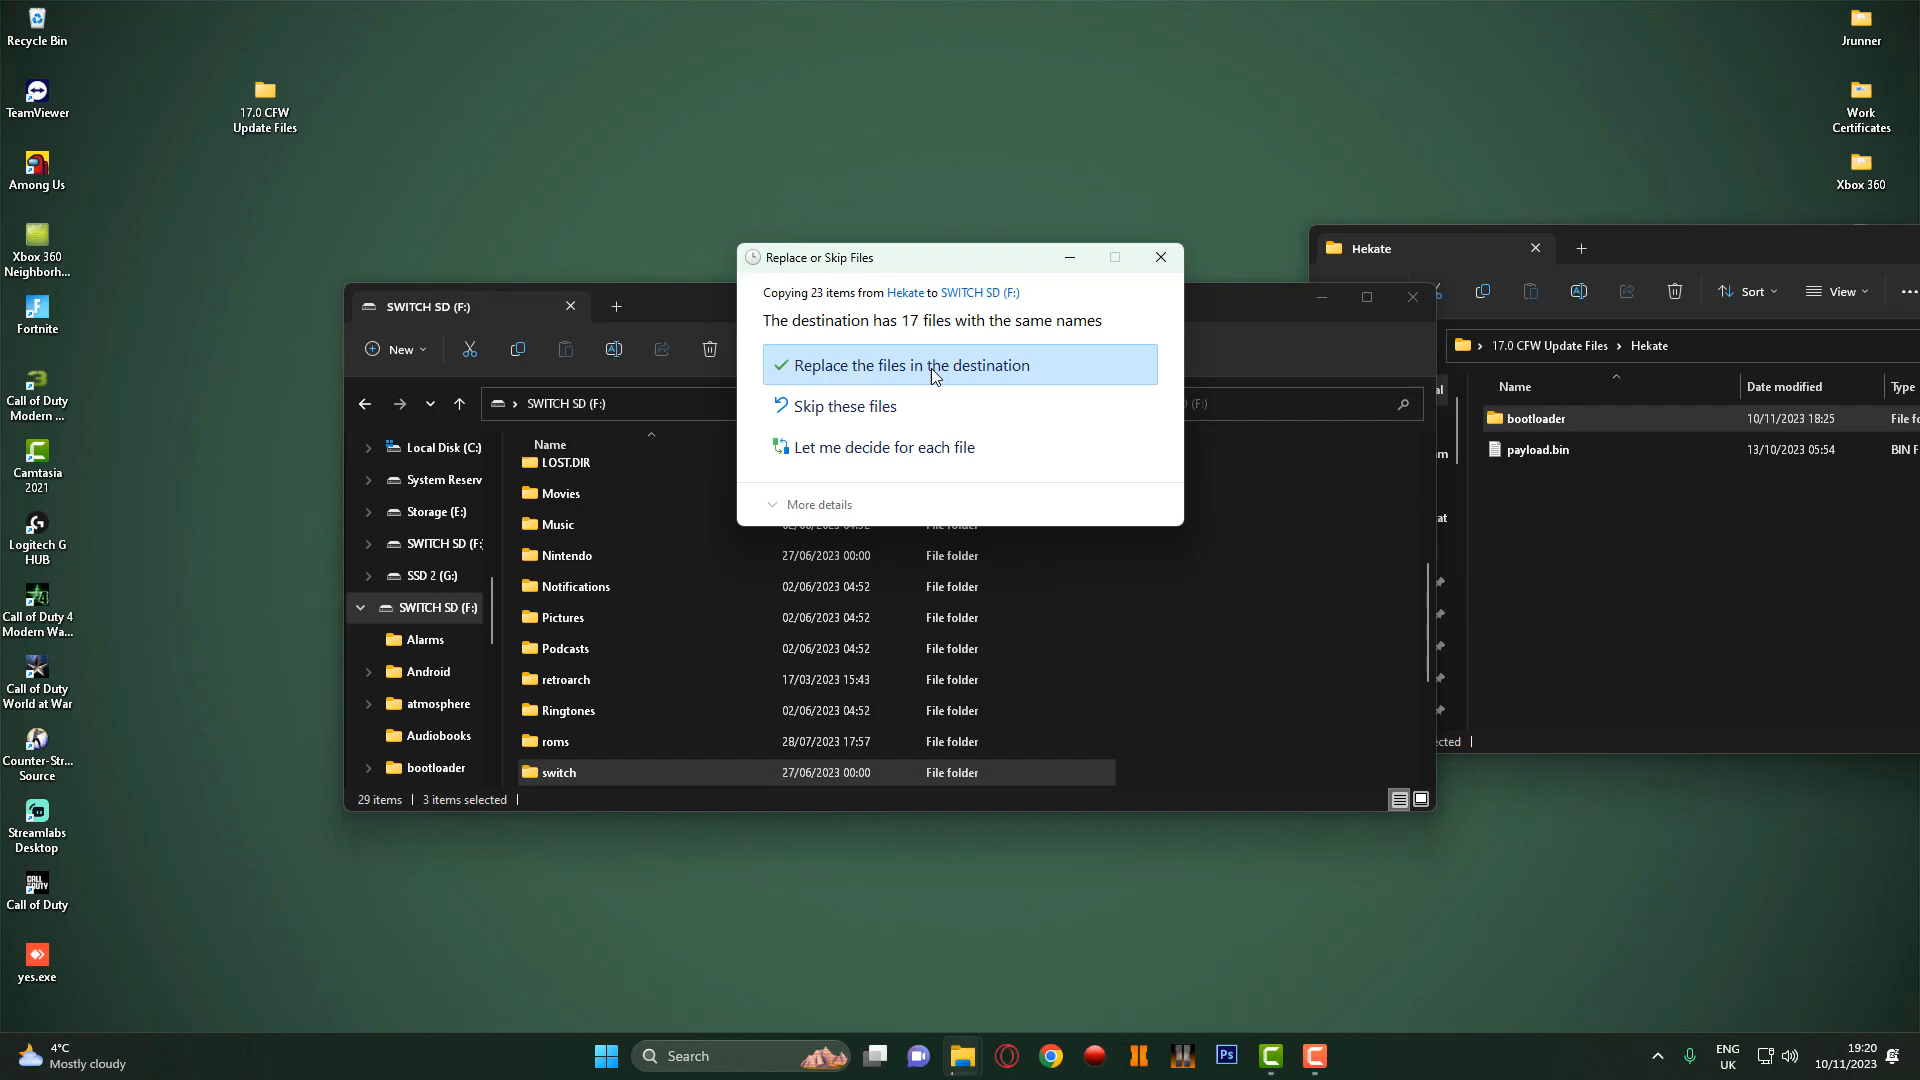 Recycle Bin
TeamViewer
Among Us
Xbox 360
Neighborh...
Fortnite
Call of Duty
Modern ...
Camtasia
2021
Logitech G
HUB
Call of Duty 4
Modern Wa...
Call of Duty
World at War
Counter-Str...
Source
Streamlabs
Desktop
Call of Duty
yes.exe
17.0 CFW
Update Files
Jrunner
Work
Certificates
Xbox 360
SWITCH SD (F:)
New
SWITCH SD (F:)
Local Disk (C:)
System Reserv
Storage (E:)
SWITCH SD (F:
SSD 2 (G:)
SWITCH SD (F:)
Alarms
Android
atmosphere
Audiobooks
bootloader
Name
LOST.DIR
Movies
Music
Nintendo 27/06/2023 00:00 File folder
Notifications 02/06/2023 04:52 File folder
Pictures 02/06/2023 04:52 File folder
Podcasts 02/06/2023 04:52 File folder
retroarch 17/03/2023 15:43 File folder
Ringtones 02/06/2023 04:52 File folder
roms 28/07/2023 17:57 File folder
switch 27/06/2023 00:00 File folder
29 items 3 items selected
Replace or Skip Files
Copying 23 items from Hekate to SWITCH SD (F:)
The destination has 17 files with the same names
Replace the files in the destination
Skip these files
Let me decide for each file
More details
Hekate
Sort View
17.0 CFW Update Files Hekate
Name Date modified Type
bootloader 10/11/2023 18:25 File fo
payload.bin 13/10/2023 05:54 BIN F
4°C
Mostly cloudy
Search
Ps
ENG
UK
19:20
10/11/2023